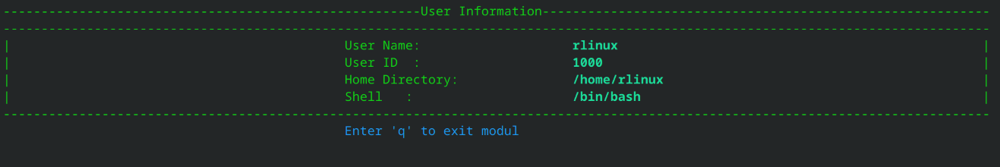 -------------------------------------------------------User Information-----------------------------------------------------------
----------------------------------------------------------------------------------------------------------------------------------
| User Name: rlinux |
| User ID  : 1000 |
| Home Directory: /home/rlinux |
| Shell   : /bin/bash |
----------------------------------------------------------------------------------------------------------------------------------
Enter 'q' to exit modul